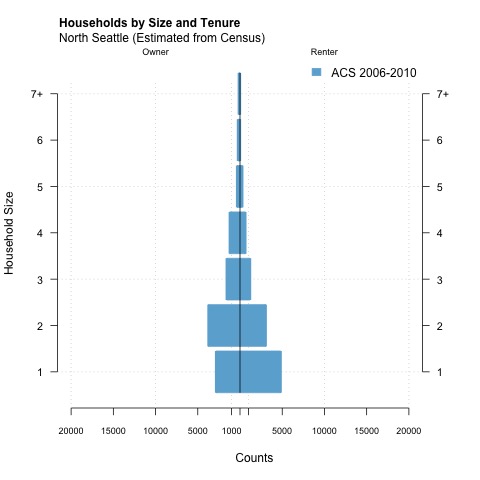 Households by Size and Tenure
North Seattle (Estimated from Census)
Owner Renter
ACS 2006-2010
7+ 7+
6 6
5 5
4 4
3 3
2 2
1 1
Household Size
20000 15000 10000 5000 1000 5000 10000 15000 20000
Counts